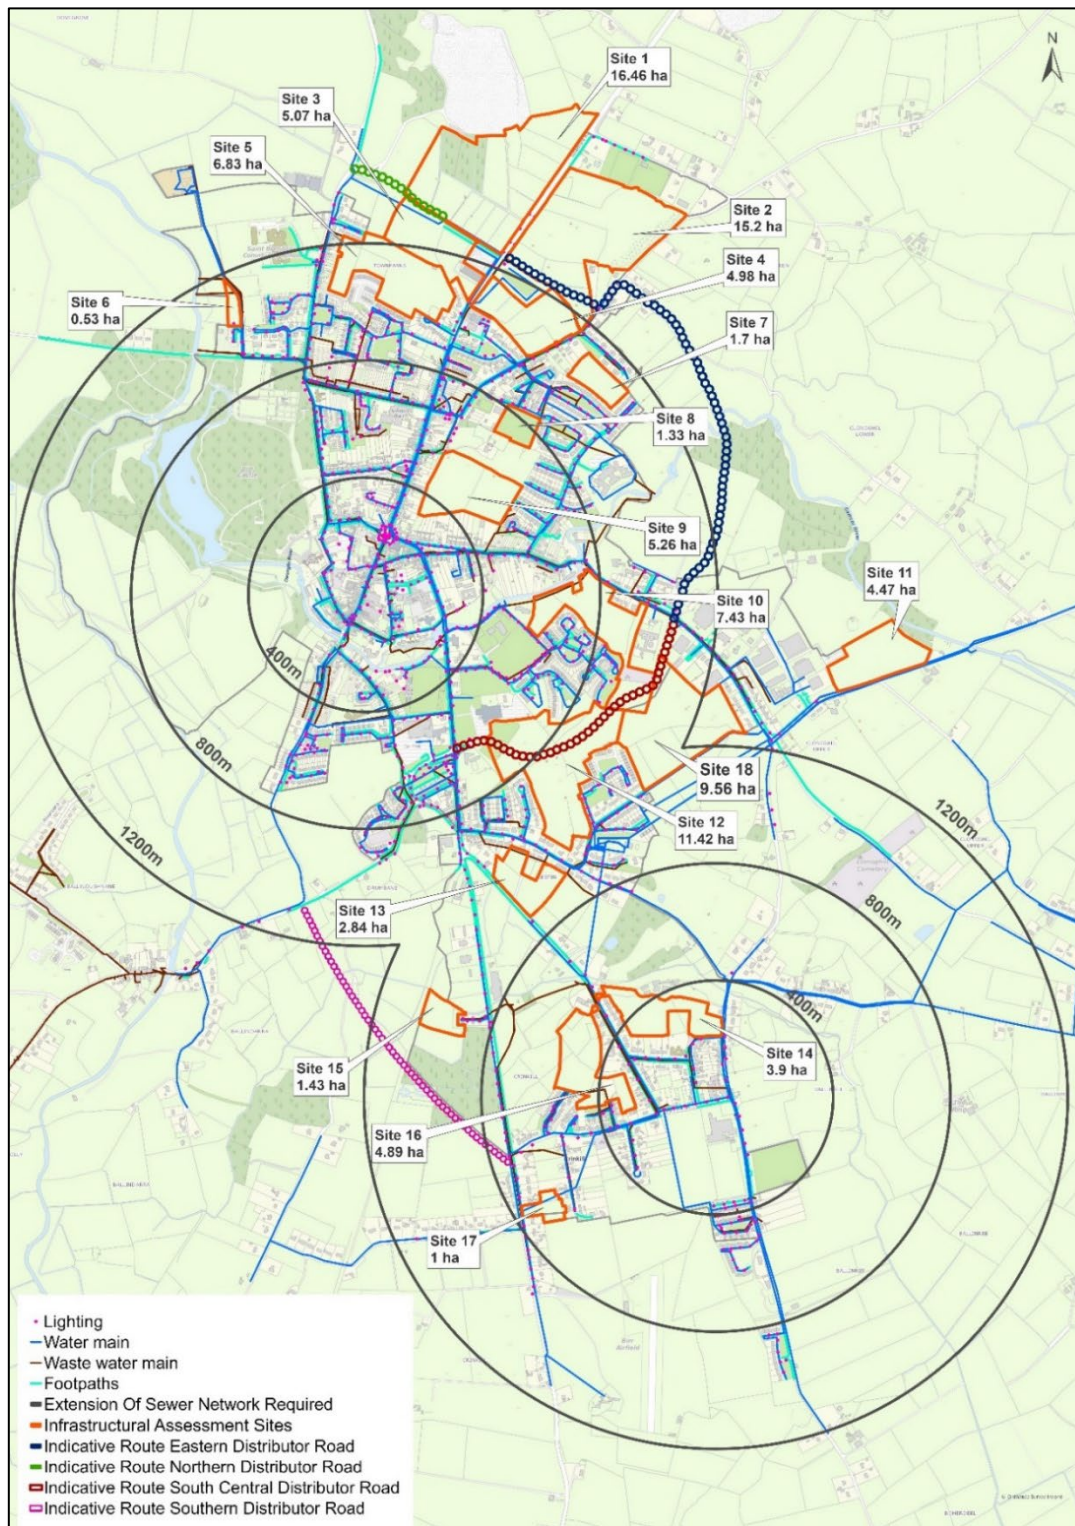 N
Site 1
16.46 ha
Site 3
5.07 ha
Site 5
6.83 ha
Site 2
15.2 ha
Site 4
4.98 ha
Site 6
0.53 ha
Site 7
1.7 ha
Site 8
1.33 ha
Site 9
5.26 ha
Site 11
4.47 ha
Site 10
7.43 ha
400m
800m
1200m
Site 18
9.56 ha
Site 12
11.42 ha
1200m
800m
Site 13
2.84 ha
400m
Site 14
3.9 ha
Site 15
1.43 ha
Site 16
4.89 ha
Site 17
1 ha
Lighting
Water main
Waste water main
Footpaths
Extension Of Sewer Network Required
Infrastructural Assessment Sites
Indicative Route Eastern Distributor Road
Indicative Route Northern Distributor Road
Indicative Route South Central Distributor Road
Indicative Route Southern Distributor Road